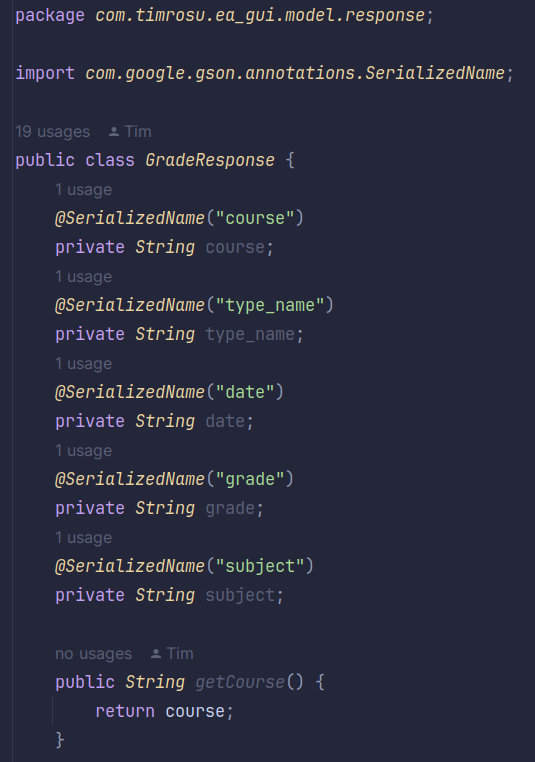 package com.timrosu.ea_gui.model.response;
import com.google.gson.annotations.SerializedName;
19 usages Tim
public class GradeResponse {
1 usage
@SerializedName("course")
private String course;
1 usage
@SerializedName("type_name")
private String type_name;
1 usage
@SerializedName("date")
private String date;
1 usage
@SerializedName("grade")
private String grade;
1 usage
@SerializedName("subject")
private String subject;
no usages Tim
public String getCourse() {
return course;
}